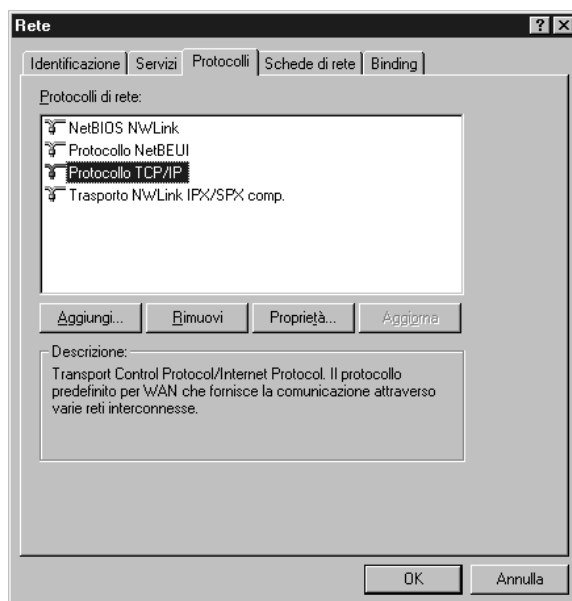 Rete
Identificazione Servizi Protocolli Schede di rete Binding
Protocolli di rete:
NetBIOS NWLink
Protocollo NetBEUI
Protocollo TCP/IP
Trasporto NWLink IPX/SPX comp.
Aggiungi... Rimuovi Proprietà... Aggiorna
Descrizione:
Transport Control Protocol/Internet Protocol. Il protocollo
predefinito per WAN che fornisce la comunicazione attraverso
varie reti interconnesse.
OK Annulla